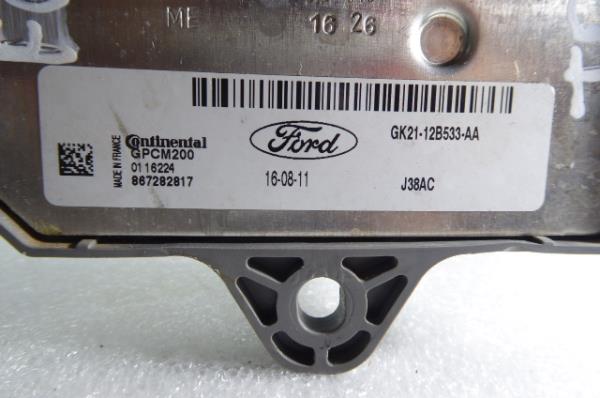 ME 16 26
Continental
GPCM200
0116224
867282817
MADE IN FRANCE
Ford
16-08-11
GK21-12B533-AA
J38AC